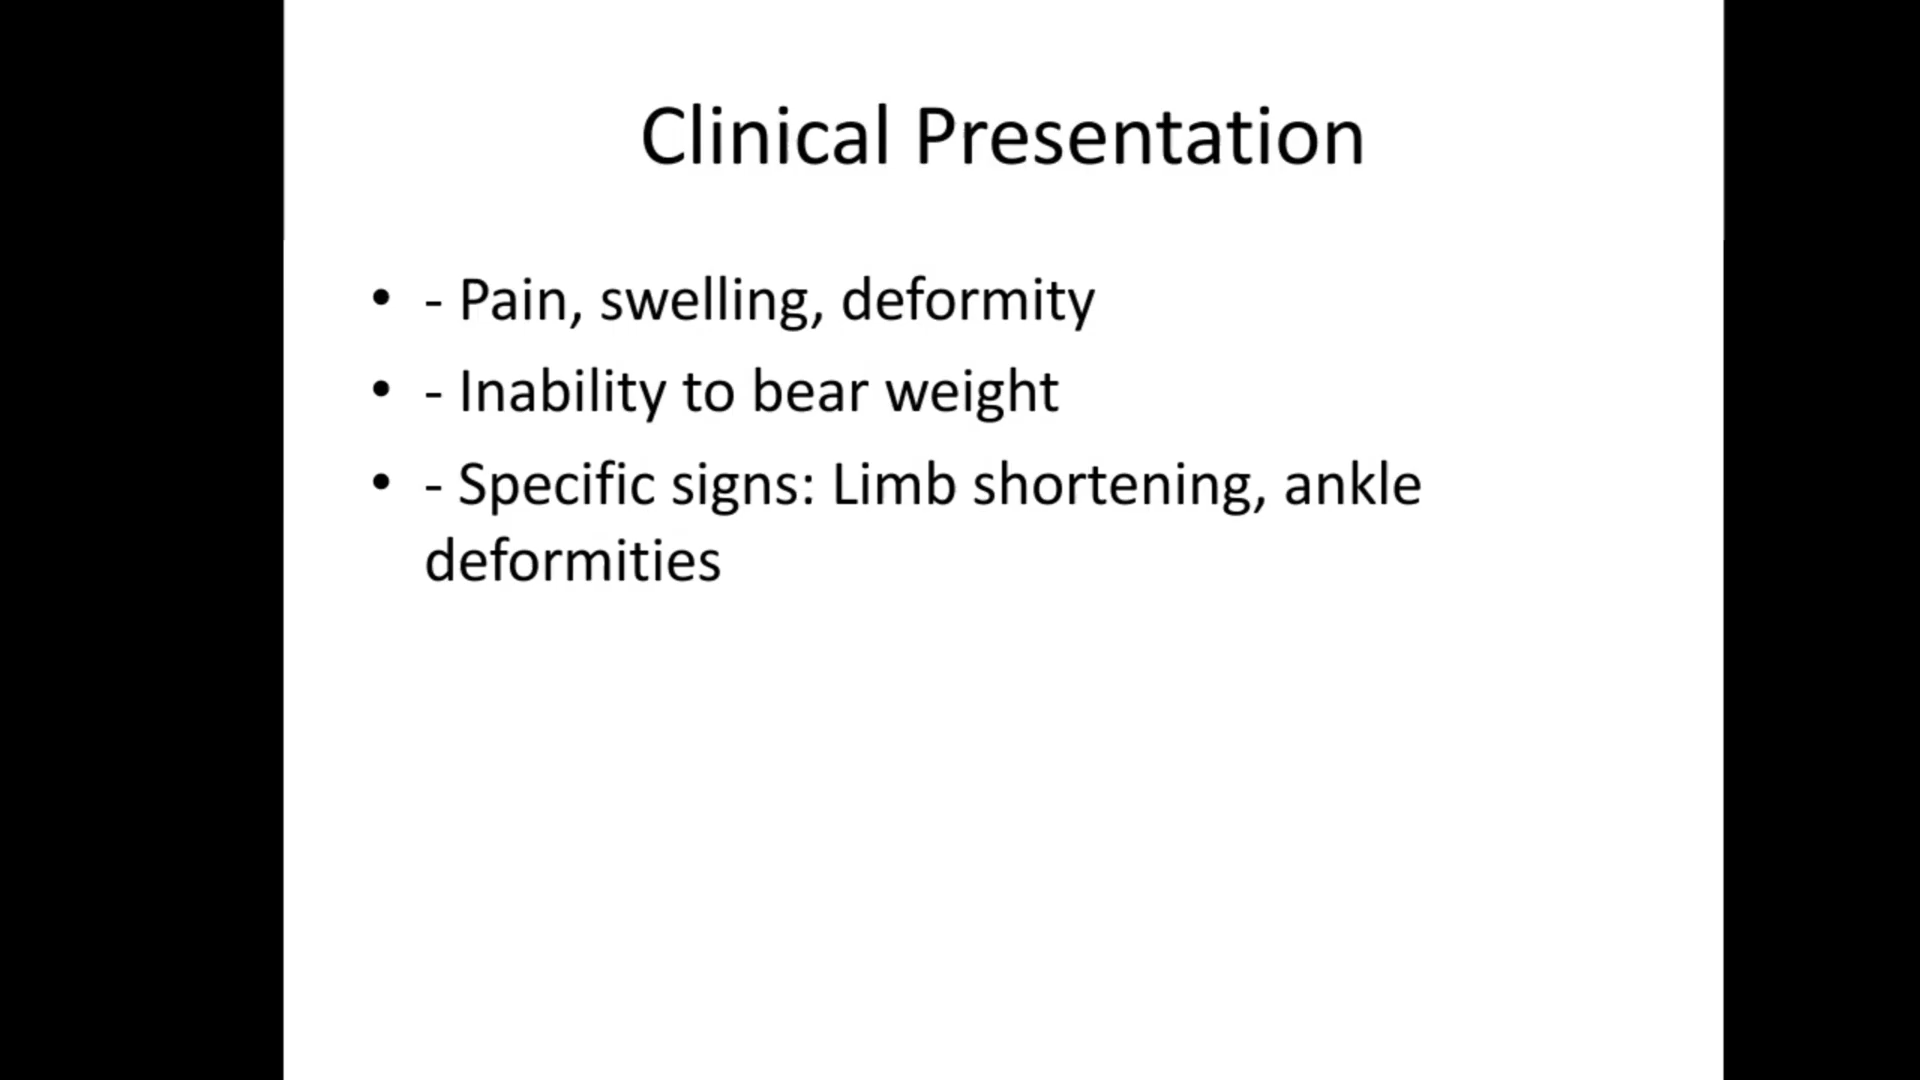 Clinical Presentation
• - Pain, swelling, deformity
• - Inability to bear weight
• - Specific signs: Limb shortening, ankle
deformities